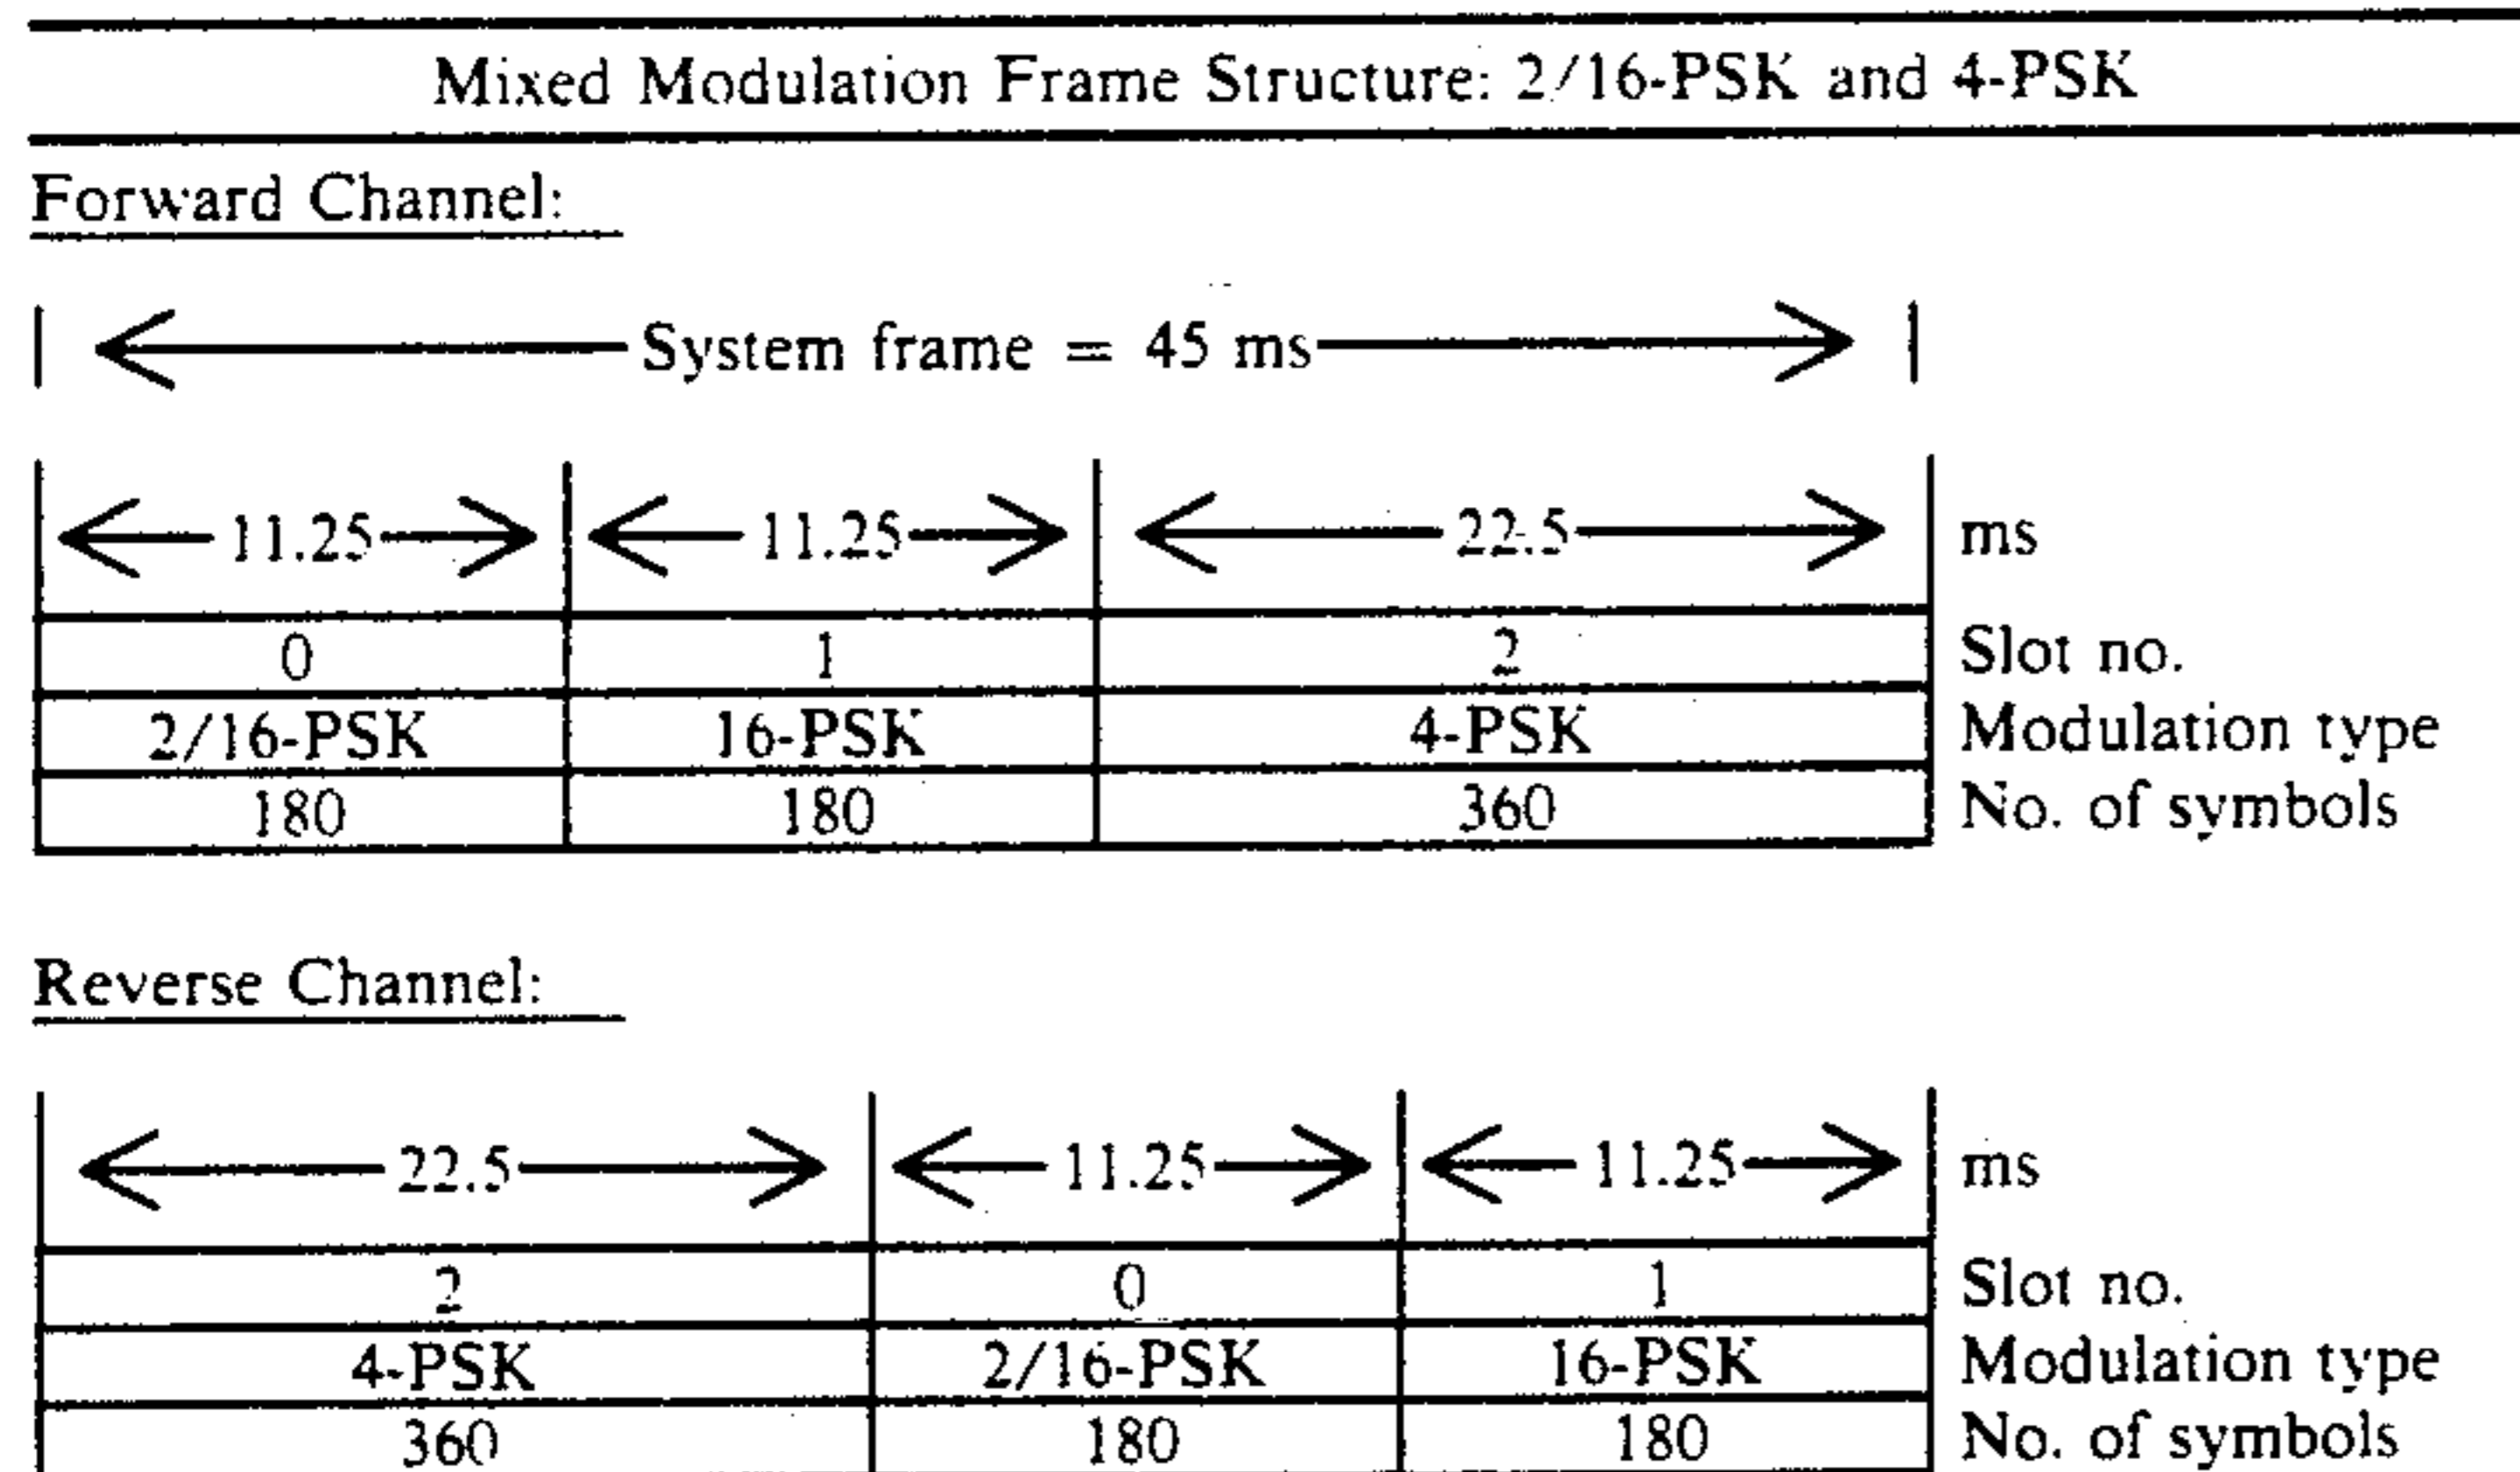 Mixed Modulation Frame Structure: 2/16-PSK and 4-PSK
Forward Channel:
System frame = 45 ms
11.25 11.25 22.5 ms
0 1 2 Slot no.
2/16-PSK 16-PSK 4-PSK Modulation type
180 180 360 No. of symbols
Reverse Channel:
22.5 11.25 11.25 ms
2 0 1 Slot no.
4-PSK 2/16-PSK 16-PSK Modulation type
360 180 180 No. of symbols